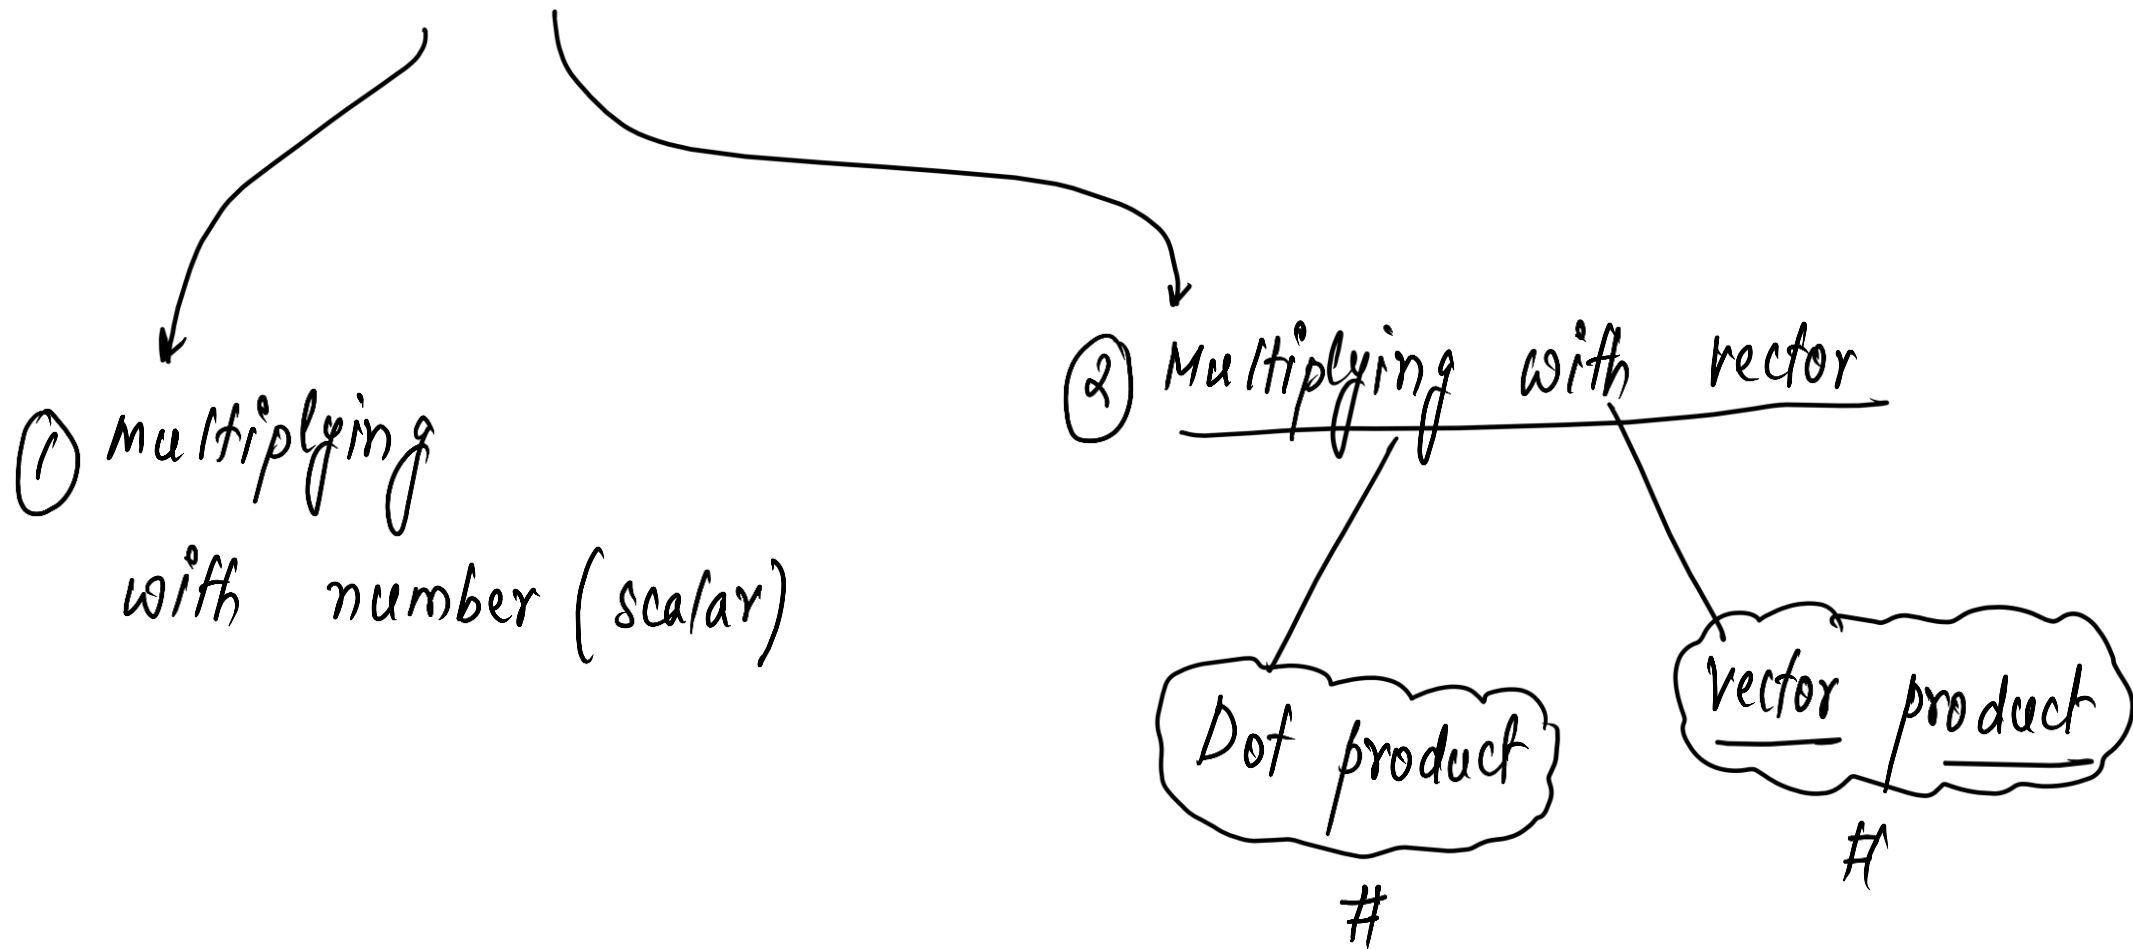 ① Multiplying
with number (scalar)
② Multiplying with vector
Dot product
#
vector product
#